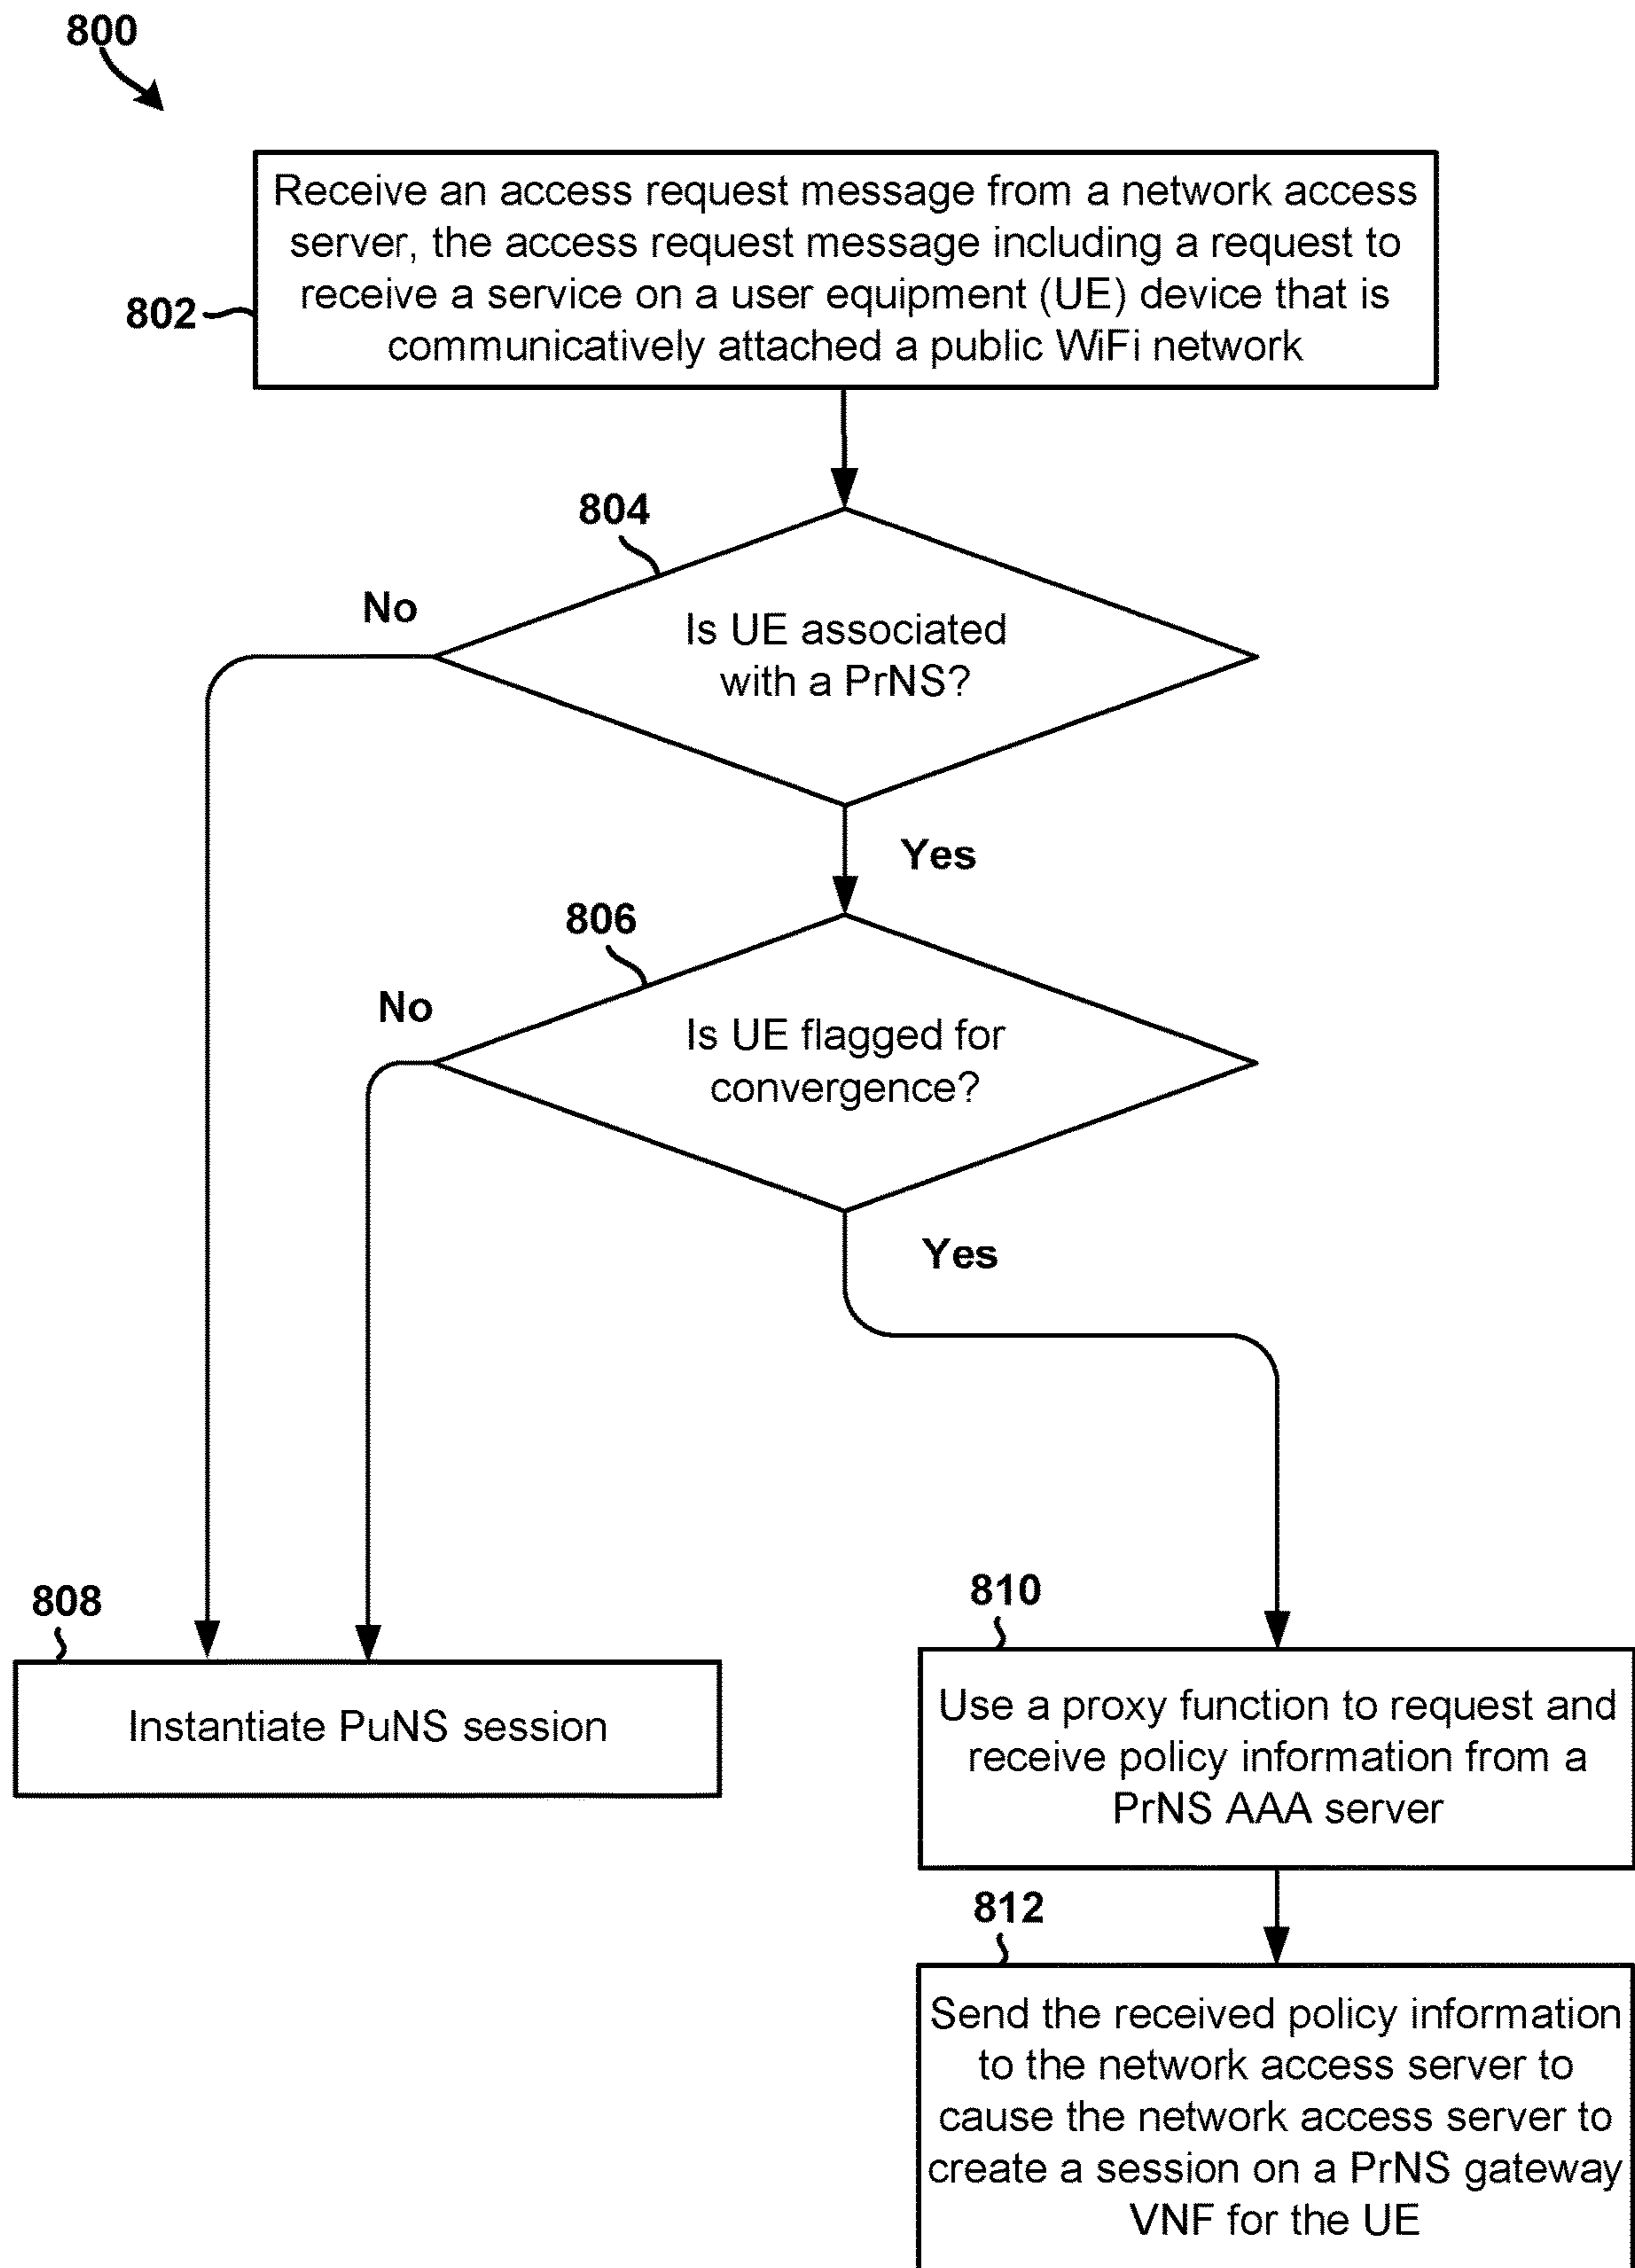 800
Receive an access request message from a network access
server, the access request message including a request to
receive a service on a user equipment (UE) device that is
communicatively attached a public WiFi network
802
804
No
Is UE associated
with a PrNS?
Yes
806
No
Is UE flagged for
convergence?
Yes
808
Instantiate PuNS session
810
Use a proxy function to request and
receive policy information from a
PrNS AAA server
812
Send the received policy information
to the network access server to
cause the network access server to
create a session on a PrNS gateway
VNF for the UE